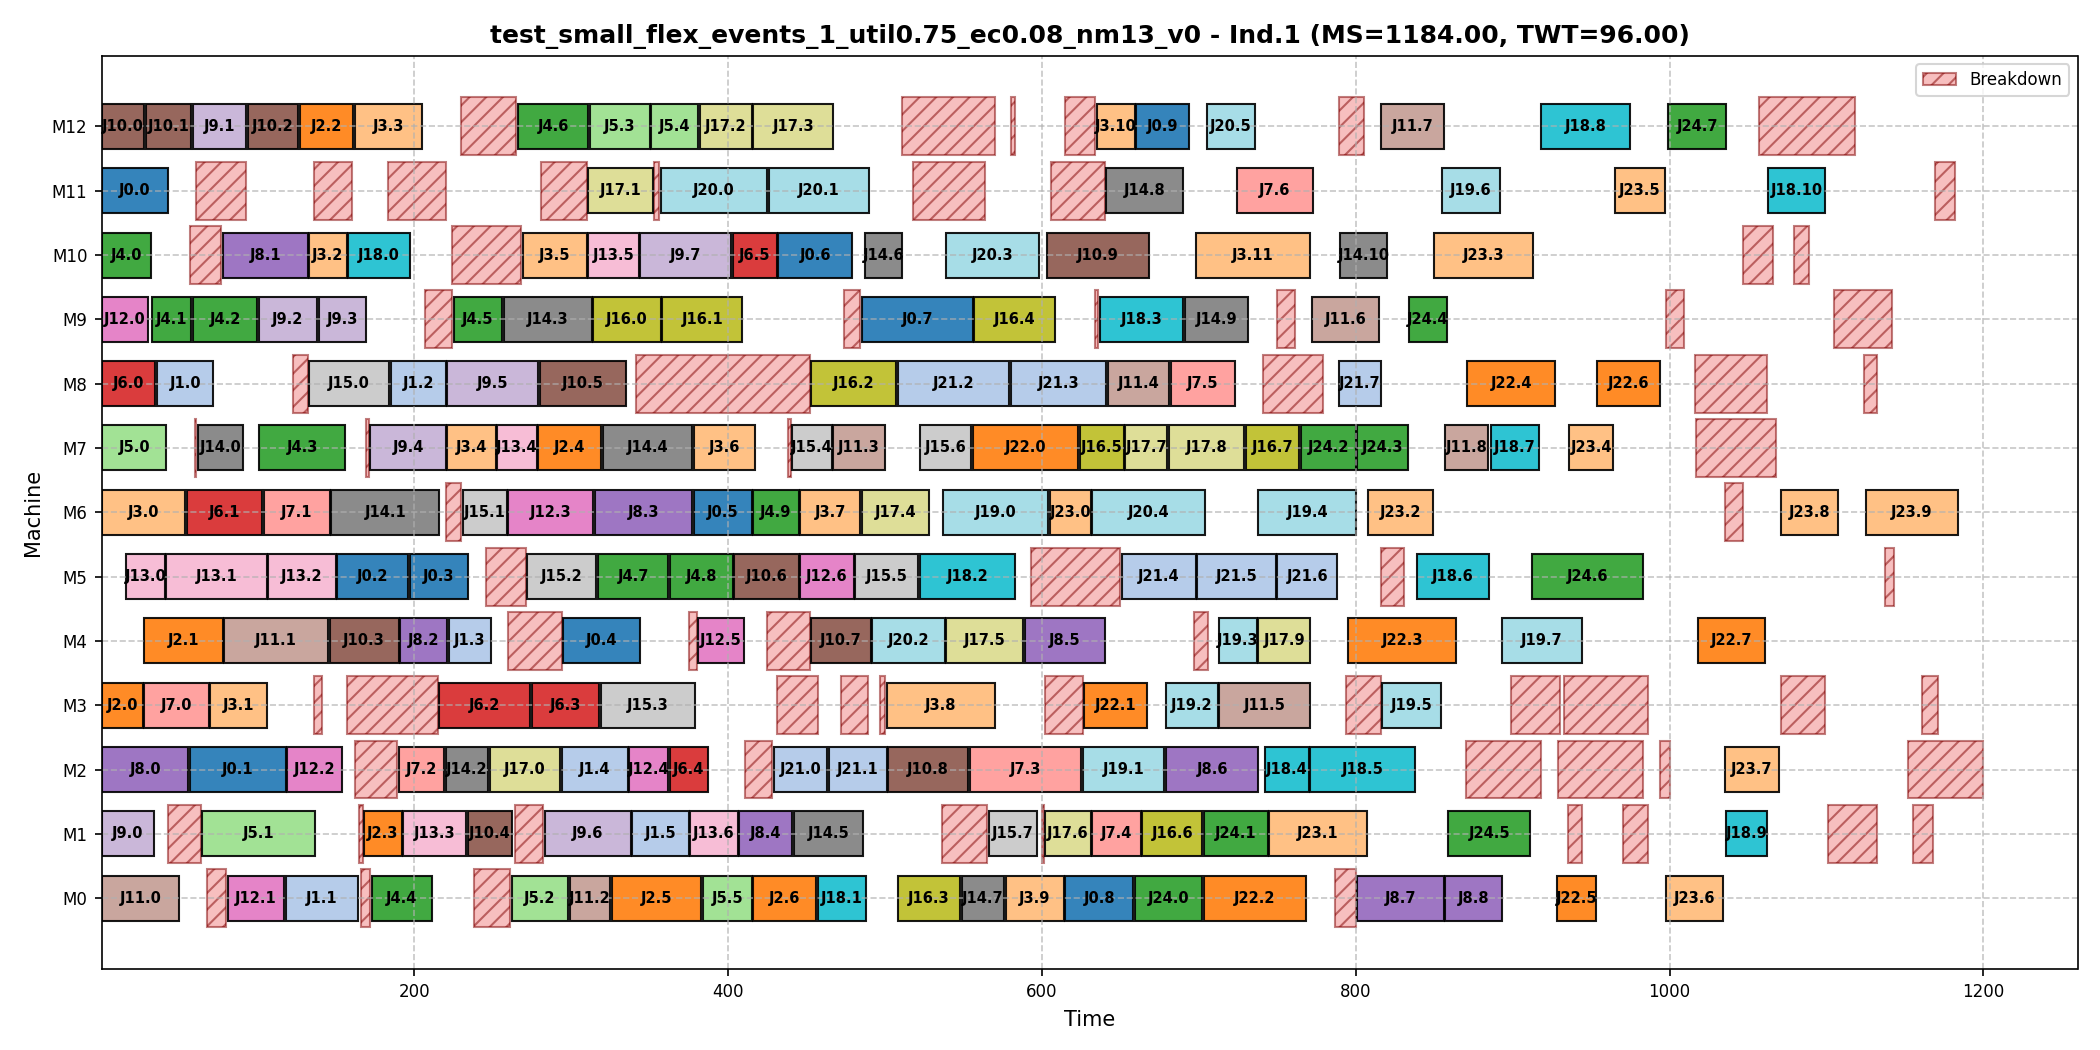 test_small_flex_events_1_util0.75_ec0.08_nm13_v0 - Ind.1 (MS=1184.00, TWT=96.00)
Breakdown
M12 J10.0 J10.1 J9.1 J10.2 J2.2 J3.3 J4.6 J5.3 J5.4 J17.2 J17.3 J3.10 J0.9 J20.5 J11.7 J18.8 J24.7
M11 J0.0 J17.1 J20.0 J20.1 J14.8 J7.6 J19.6 J23.5 J18.10
M10 J4.0 J8.1 J3.2 J18.0 J3.5 J13.5 J9.7 J6.5 J0.6 J14.6 J20.3 J10.9 J3.11 J14.10 J23.3
M9 J12.0 J4.1 J4.2 J9.2 J9.3 J4.5 J14.3 J16.0 J16.1 J0.7 J16.4 J18.3 J14.9 J11.6 J24.4
M8 J6.0 J1.0 J15.0 J1.2 J9.5 J10.5 J16.2 J21.2 J21.3 J11.4 J7.5 J21.7 J22.4 J22.6
M7 J5.0 J14.0 J4.3 J9.4 J3.4 J13.4 J2.4 J14.4 J3.6 J15.4 J11.3 J15.6 J22.0 J16.5 J17.7 J17.8 J16.7 J24.2 J24.3 J11.8 J18.7 J23.4
M6 J3.0 J6.1 J7.1 J14.1 J15.1 J12.3 J8.3 J0.5 J4.9 J3.7 J17.4 J19.0 J23.0 J20.4 J19.4 J23.2 J23.8 J23.9
M5 J13.0 J13.1 J13.2 J0.2 J0.3 J15.2 J4.7 J4.8 J10.6 J12.6 J15.5 J18.2 J21.4 J21.5 J21.6 J18.6 J24.6
M4 J2.1 J11.1 J10.3 J8.2 J1.3 J0.4 J12.5 J10.7 J20.2 J17.5 J8.5 J19.3 J17.9 J22.3 J19.7 J22.7
M3 J2.0 J7.0 J3.1 J6.2 J6.3 J15.3 J3.8 J22.1 J19.2 J11.5 J19.5
M2 J8.0 J0.1 J12.2 J7.2 J14.2 J17.0 J1.4 J12.4 J6.4 J21.0 J21.1 J10.8 J7.3 J19.1 J8.6 J18.4 J18.5 J23.7
M1 J9.0 J5.1 J2.3 J13.3 J10.4 J9.6 J1.5 J13.6 J8.4 J14.5 J15.7 J17.6 J7.4 J16.6 J24.1 J23.1 J24.5 J18.9
M0 J11.0 J12.1 J1.1 J4.4 J5.2 J11.2 J2.5 J5.5 J2.6 J18.1 J16.3 J14.7 J3.9 J0.8 J24.0 J22.2 J8.7 J8.8 J22.5 J23.6
200 400 600 800 1000 1200
Time
Machine